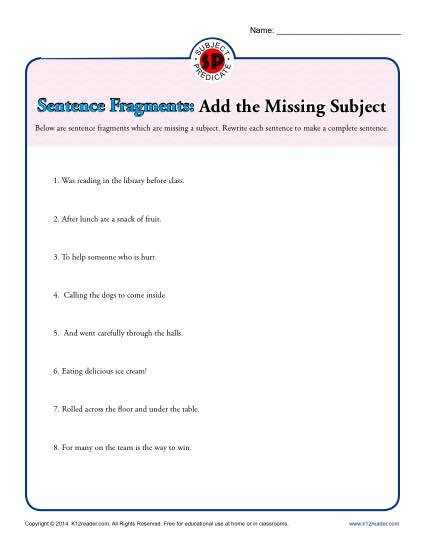 Name:
SUBJECT
SP
PREDICATE
Sentence Fragments: Add the Missing Subject
Below are sentence fragments which are missing a subject. Rewrite each sentence to make a complete sentence.
1. Was reading in the library before class.
2. After lunch ate a snack of fruit.
3. To help someone who is hurt.
4. Calling the dogs to come inside.
5. And went carefully through the halls.
6. Eating delicious ice cream!
7. Rolled across the floor and under the table.
8. For many on the team is the way to win.
Copyright © 2014 K12reader.com. All Rights Reserved. Free for educational use at home or in classrooms. www.k12reader.com